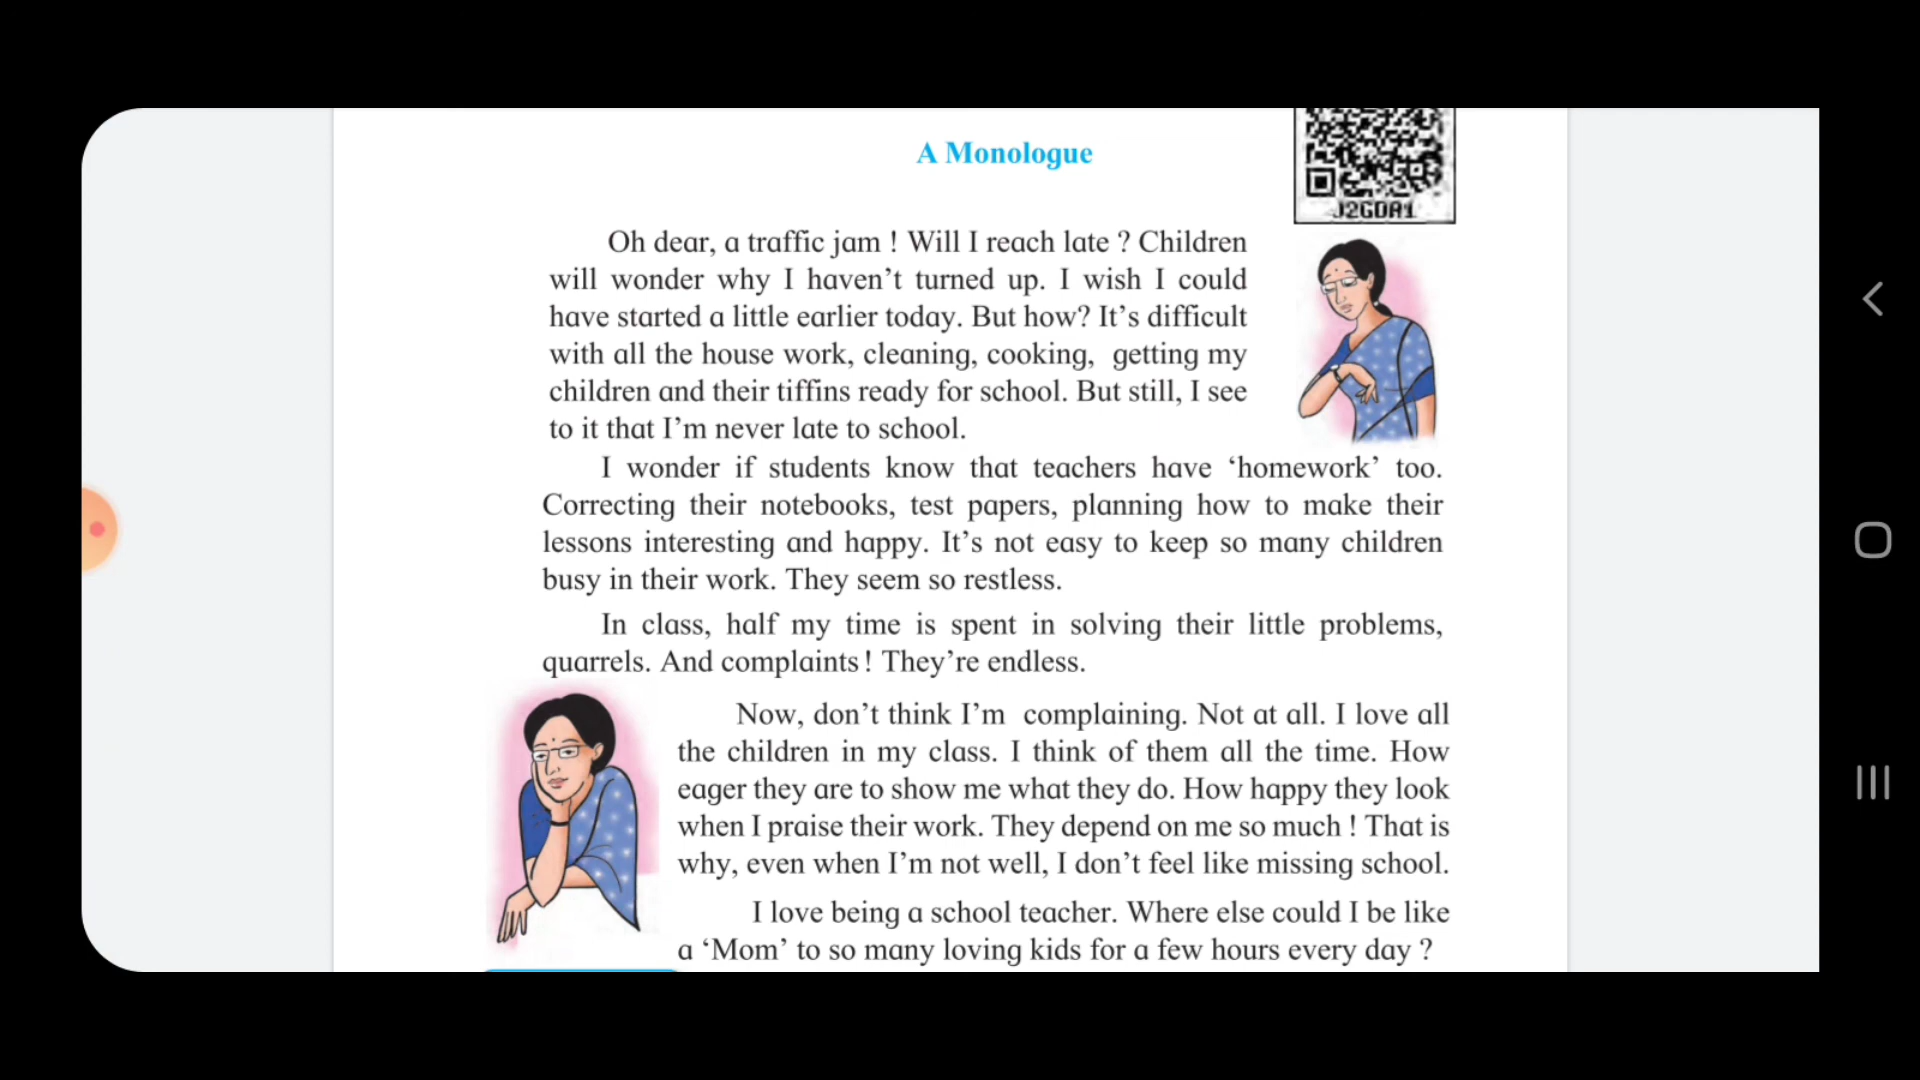 A Monologue
J2GDA1
Oh dear, a traffic jam ! Will I reach late ? Children
will wonder why I haven’t turned up. I wish I could
have started a little earlier today. But how? It’s difficult
with all the house work, cleaning, cooking, getting my
children and their tiffins ready for school. But still, I see
to it that I’m never late to school.
I wonder if students know that teachers have ‘homework’ too.
Correcting their notebooks, test papers, planning how to make their
lessons interesting and happy. It’s not easy to keep so many children
busy in their work. They seem so restless.
In class, half my time is spent in solving their little problems,
quarrels. And complaints ! They’re endless.
Now, don’t think I’m complaining. Not at all. I love all
the children in my class. I think of them all the time. How
eager they are to show me what they do. How happy they look
when I praise their work. They depend on me so much ! That is
why, even when I’m not well, I don’t feel like missing school.
I love being a school teacher. Where else could I be like
a ‘Mom’ to so many loving kids for a few hours every day ?